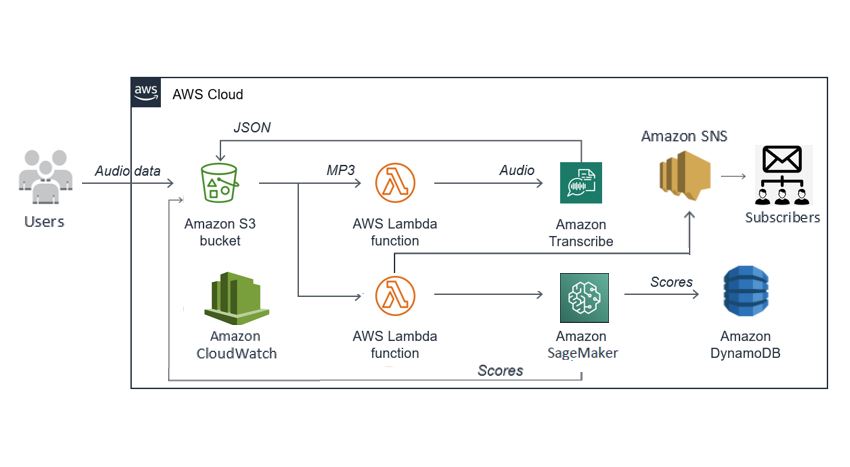 aws
AWS Cloud
JSON
Amazon SNS
Audio data
MP3
Audio
Users
Amazon S3
bucket
AWS Lambda
function
Amazon
Transcribe
Subscribers
Scores
Amazon
CloudWatch
AWS Lambda
function
Amazon
SageMaker
Amazon
DynamoDB
Scores